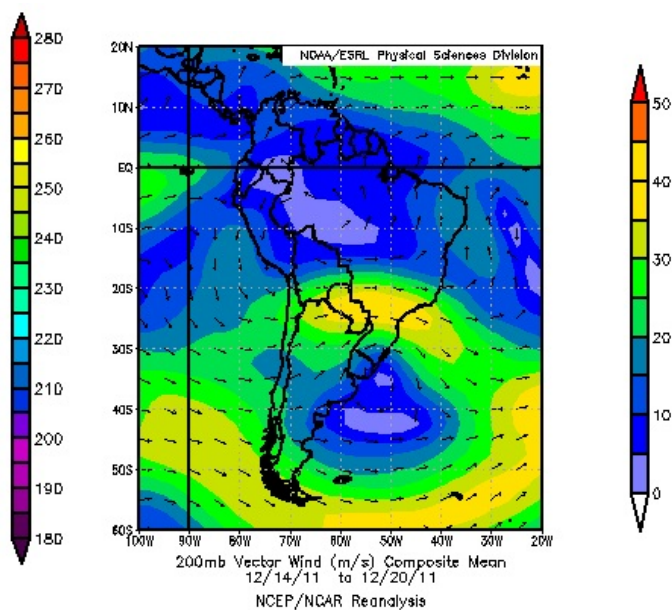 280
270
260
250
240
230
220
210
200
190
180
NOAA/ESRL Physical Sciences Division
20N
10N
EQ
10S
20S
30S
40S
50S
60S
100W 90W 80W 70W 60W 50W 40W 30W 20W
200mb Vector Wind (m/s) Composite Mean
12/14/11 to 12/20/11
NCEP/NCAR Reanalysis
50
40
30
20
10
0